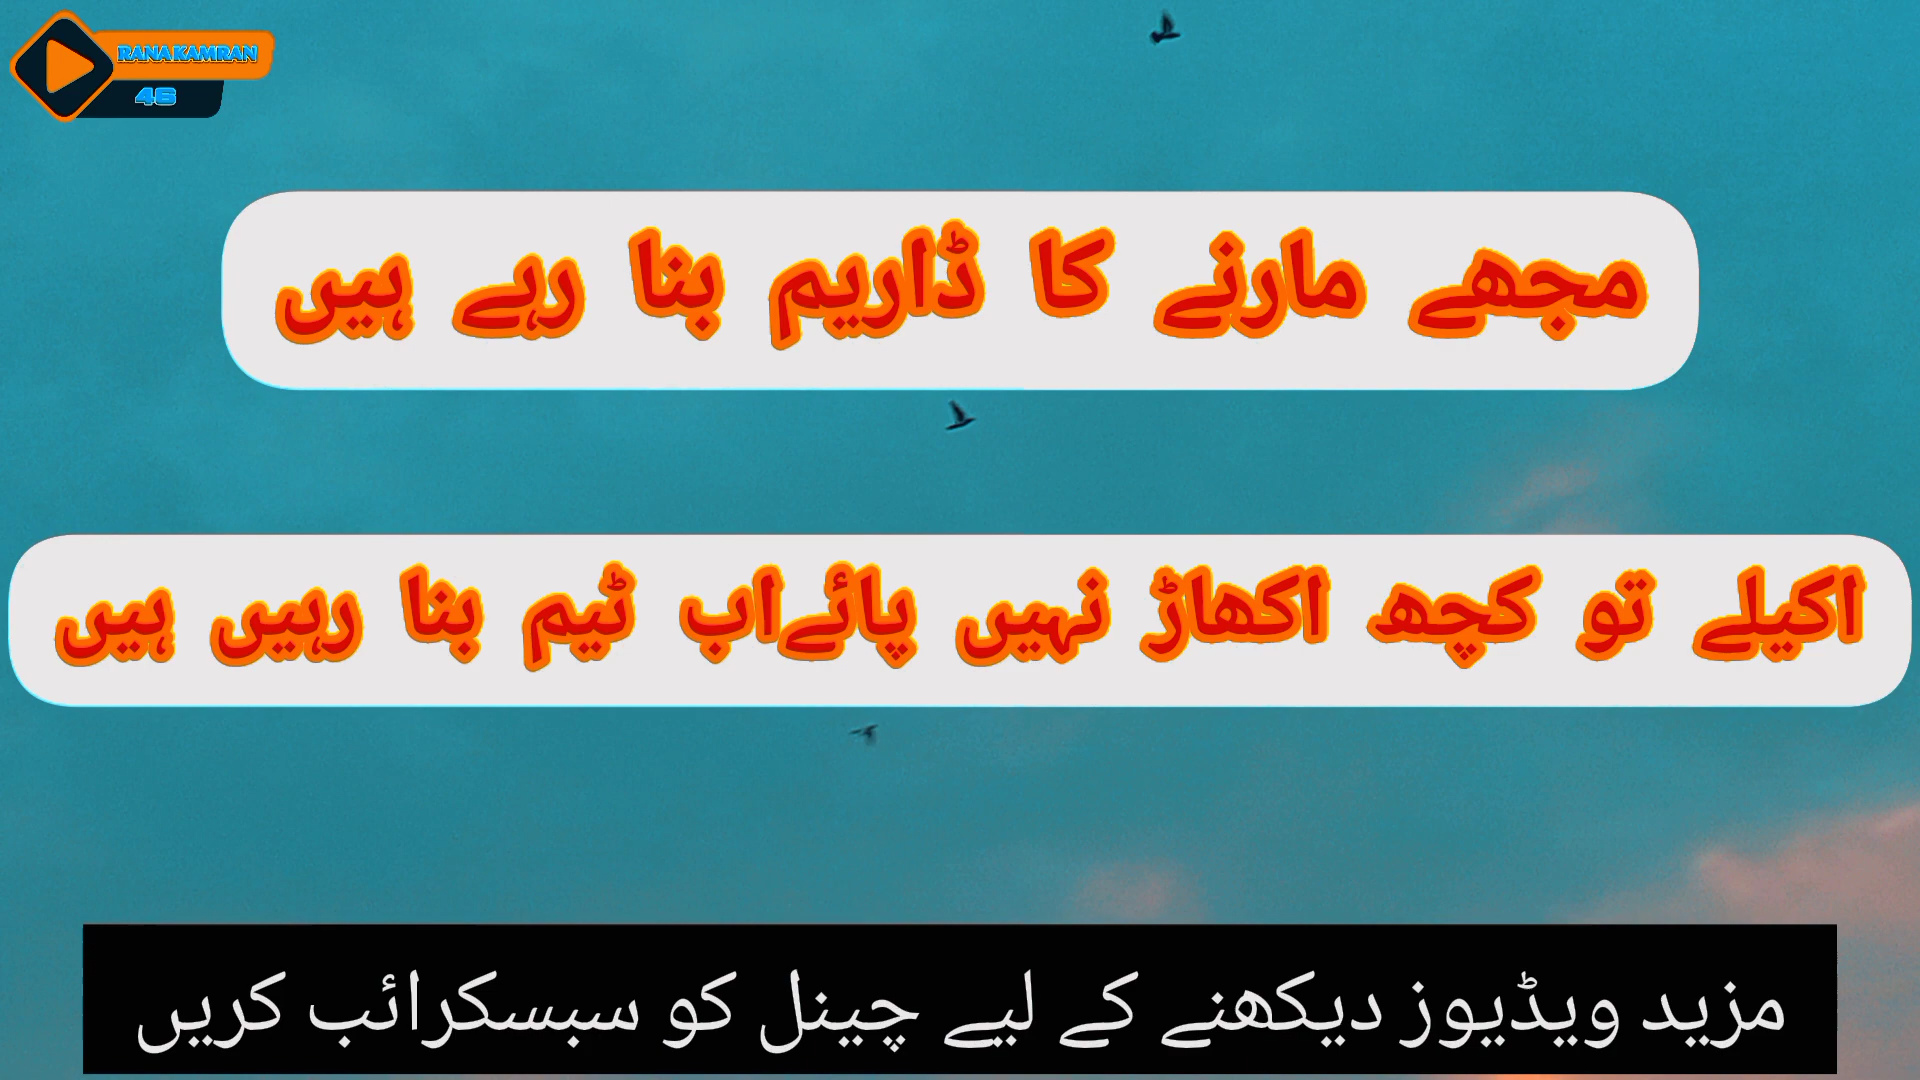 RANA KAMRAN
46
مجھے مارنے کا ڈاریم بنا رہے ہیں
اکیلے تو کچھ اکھاڑ نہیں پائےاب ٹیم بنا رہیں ہیں
مزید ویڈیوز دیکھنے کے لیے چینل کو سبسکرائب کریں